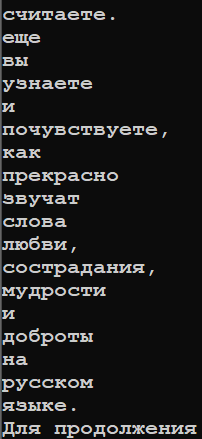 считаете.
еще
вы
узнаете
и
почувствуете,
как
прекрасно
звучат
слова
любви,
сострадания,
мудрости
и
доброты
на
русском
языке.
Для продолжения